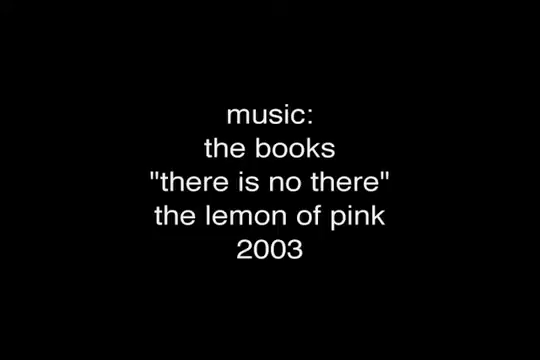 music:
the books
"there is no there"
the lemon of pink
2003